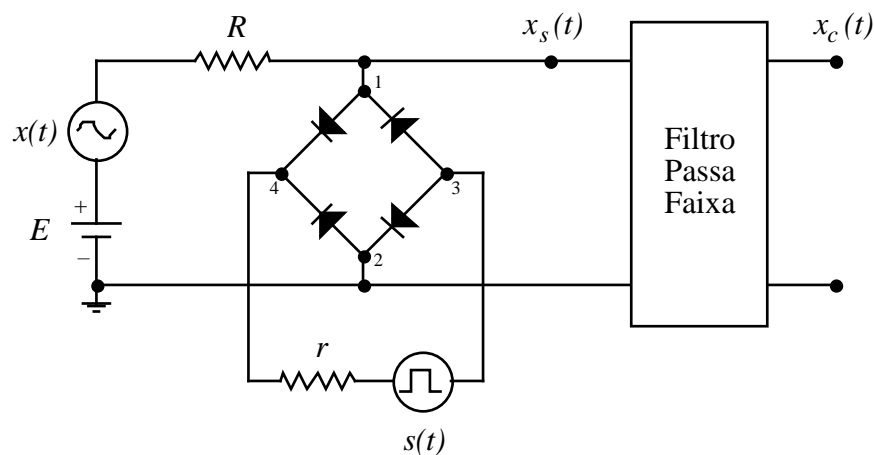 R
x_s(t)
x_c(t)
1
x(t)
4
3
Filtro
Passa
Faixa
+
E
–
2
r
s(t)